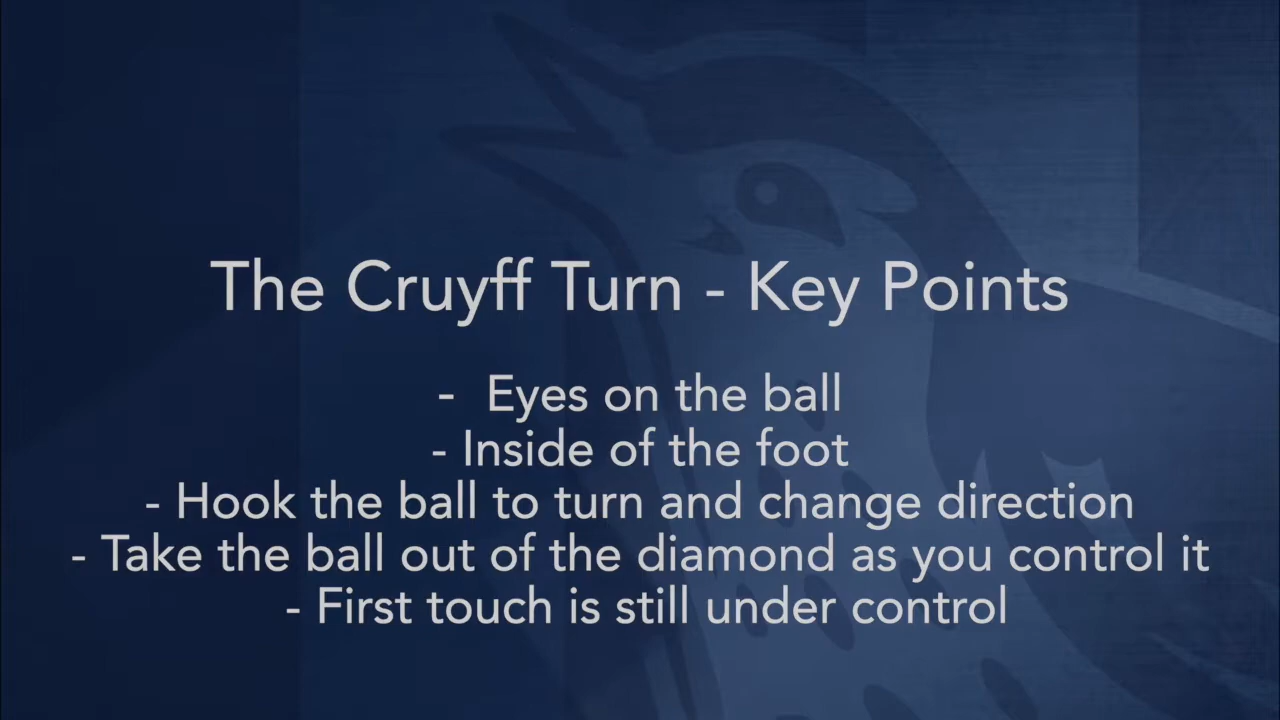 The Cruyff Turn - Key Points
- Eyes on the ball
- Inside of the foot
- Hook the ball to turn and change direction
- Take the ball out of the diamond as you control it
- First touch is still under control